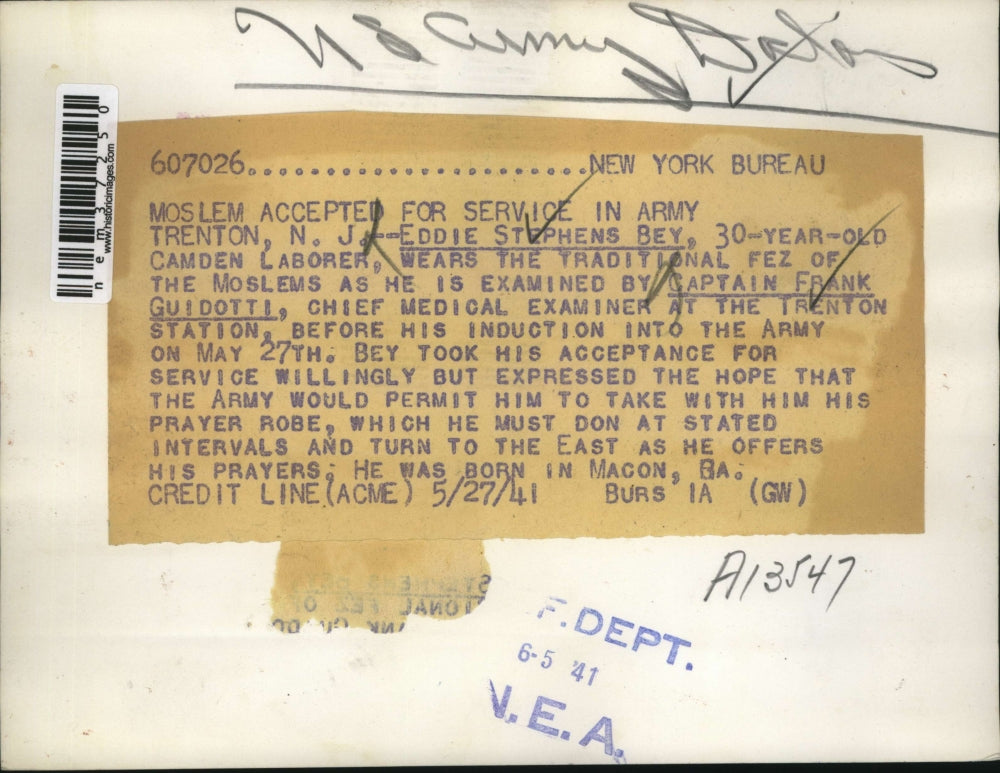 U S Army Draftees
nem37250
www.historicimages.com
607026.......................NEW YORK BUREAU
MOSLEM ACCEPTED FOR SERVICE IN ARMY
TRENTON, N. J.--EDDIE STEPHENS BEY, 30-YEAR-OLD
CAMDEN LABORER, WEARS THE TRADITIONAL FEZ OF
THE MOSLEMS AS HE IS EXAMINED BY CAPTAIN FRANK
GUIDOTTI, CHIEF MEDICAL EXAMINER AT THE TRENTON
STATION, BEFORE HIS INDUCTION INTO THE ARMY
ON MAY 27TH. BEY TOOK HIS ACCEPTANCE FOR
SERVICE WILLINGLY BUT EXPRESSED THE HOPE THAT
THE ARMY WOULD PERMIT HIM TO TAKE WITH HIM HIS
PRAYER ROBE, WHICH HE MUST DON AT STATED
INTERVALS AND TURN TO THE EAST AS HE OFFERS
HIS PRAYERS. HE WAS BORN IN MACON, GA.
CREDIT LINE(ACME) 5/27/41 BURS IA (GW)
A13547
F.DEPT.
6-5 '41
N.E.A.